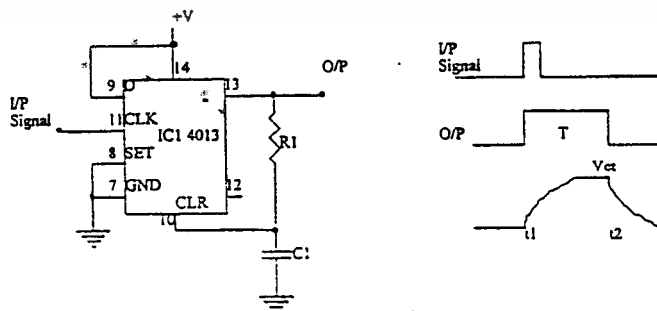 +V
14
9
D
13
O/P
I/P
Signal
11
CLK
IC1 4013
R1
8
SET
7
GND
12
CLR
10
C1
I/P
Signal
O/P
T
Vct
t1
t2